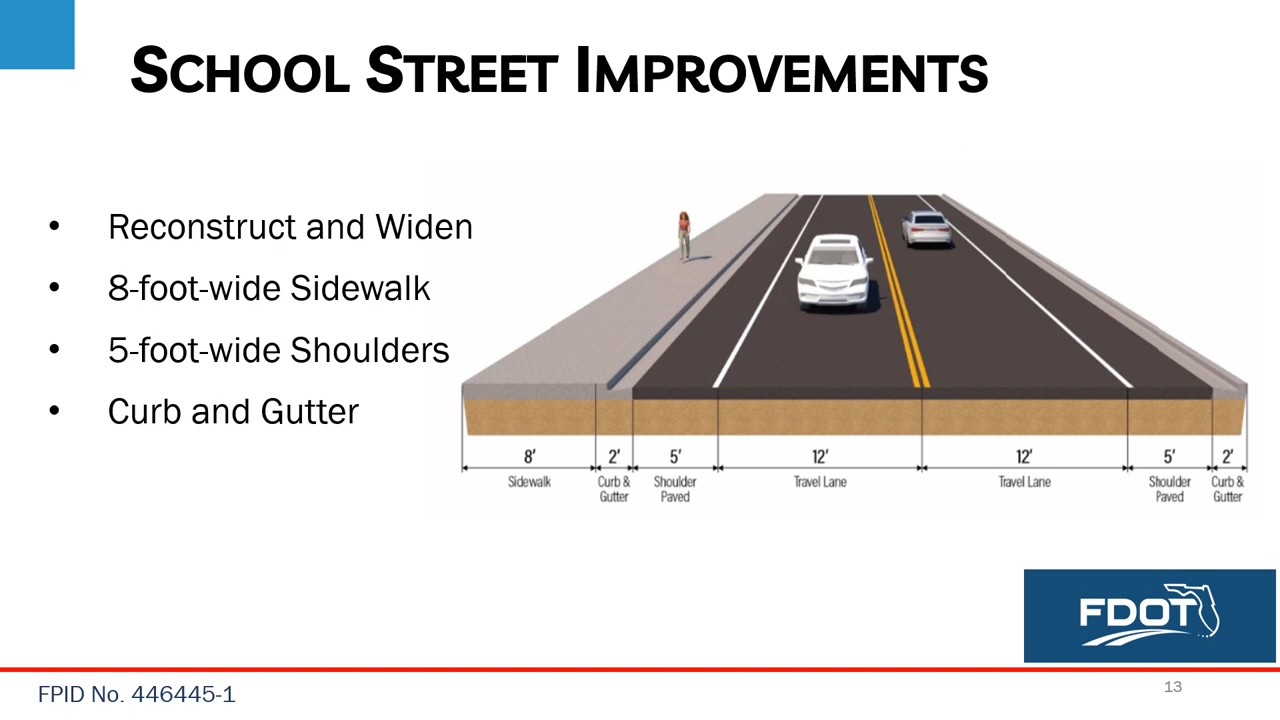 SCHOOL STREET IMPROVEMENTS
• Reconstruct and Widen
• 8-foot-wide Sidewalk
• 5-foot-wide Shoulders
• Curb and Gutter
8' 2' 5' 12' 12' 5' 2'
Sidewalk Curb & Shoulder Travel Lane Travel Lane Shoulder Curb &
Gutter Paved Paved Gutter
FDOT
FPID No. 446445-1
13